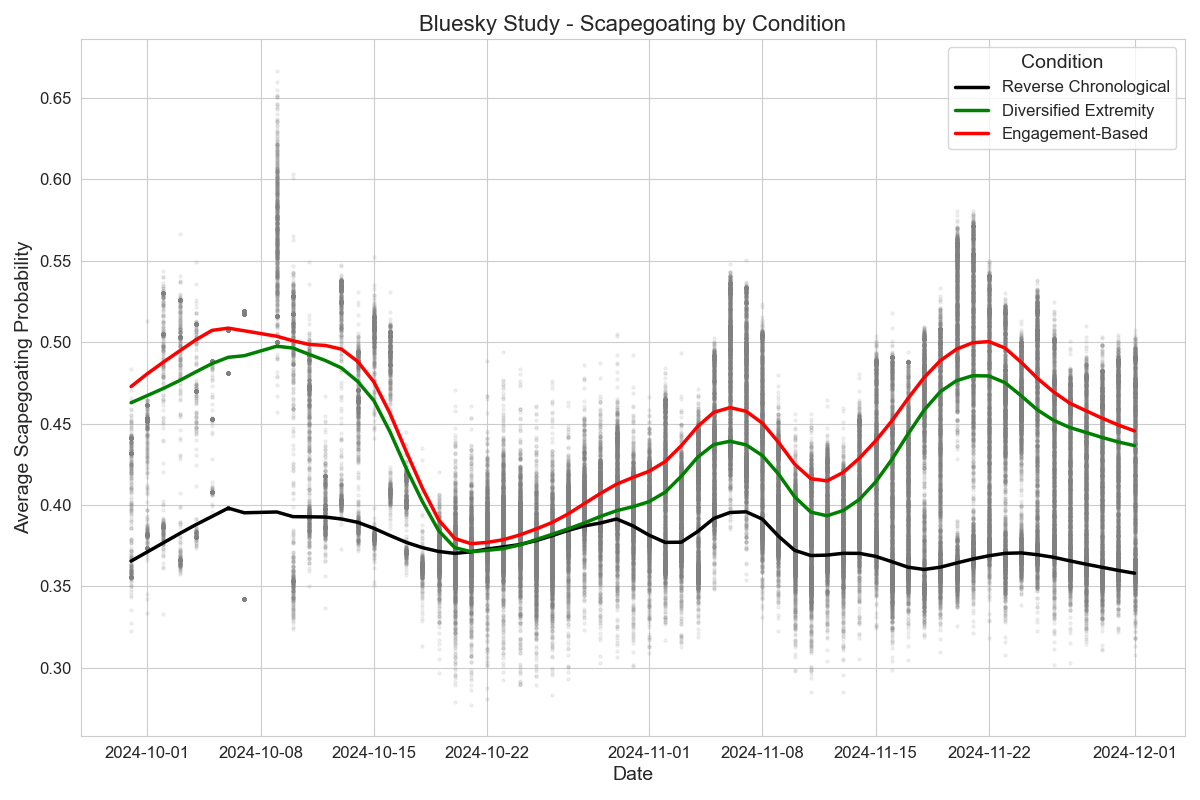 Bluesky Study - Scapegoating by Condition
Condition
Reverse Chronological
Diversified Extremity
Engagement-Based
Average Scapegoating Probability
0.65
0.60
0.55
0.50
0.45
0.40
0.35
0.30
2024-10-01 2024-10-08 2024-10-15 2024-10-22 2024-11-01 2024-11-08 2024-11-15 2024-11-22 2024-12-01
Date